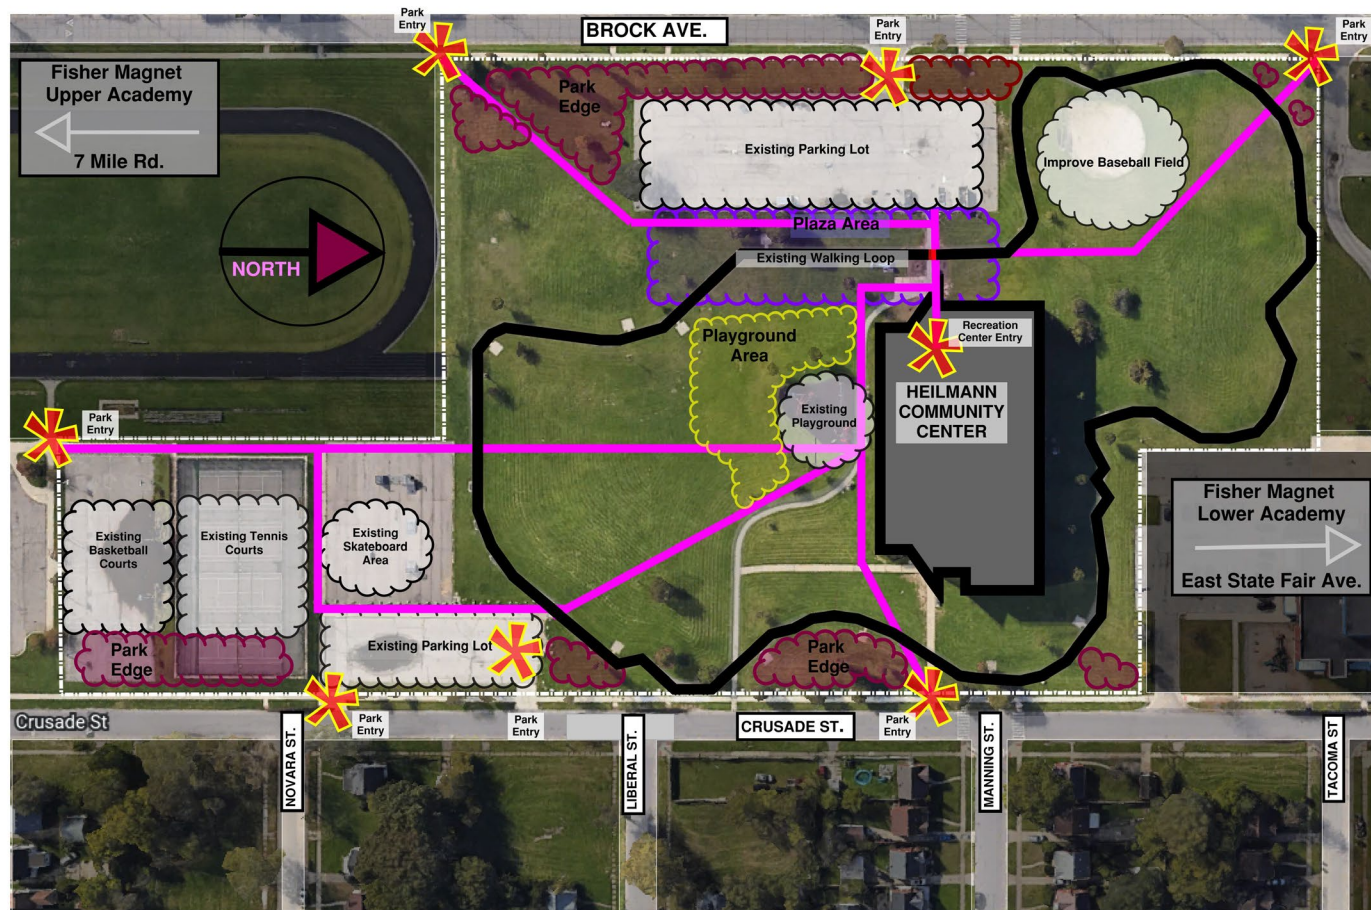 Park
Entry
BROCK AVE.
Park
Entry
Park
Entry
Fisher Magnet
Upper Academy
7 Mile Rd.
Park
Edge
Existing Parking Lot
Improve Baseball Field
Plaza Area
Existing Walking Loop
NORTH
Playground
Area
Recreation
Center Entry
HEILMANN
COMMUNITY
CENTER
Existing
Playground
Park
Entry
Fisher Magnet
Lower Academy
East State Fair Ave.
Existing
Basketball
Courts
Existing Tennis
Courts
Existing
Skateboard
Area
Park
Edge
Existing Parking Lot
Park
Edge
Crusade St
Park
Entry
Park
Entry
CRUSADE ST.
Park
Entry
NOVARA ST.
LIBERAL ST.
MANNING ST.
TACOMA ST